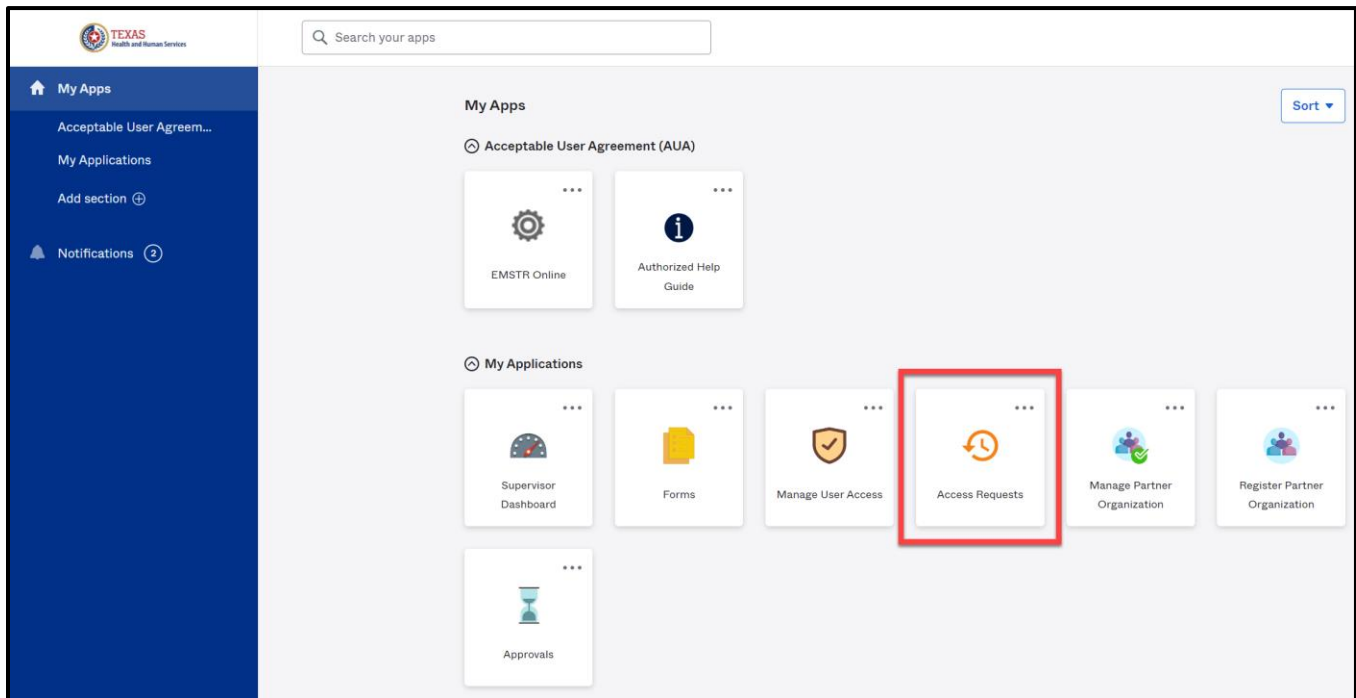 TEXAS
Health and Human Services
Search your apps
My Apps
Acceptable User Agreem...
My Applications
Add section
Notifications 2
My Apps
Sort
Acceptable User Agreement (AUA)
EMSTR Online
Authorized Help
Guide
My Applications
Supervisor
Dashboard
Forms
Manage User Access
Access Requests
Manage Partner
Organization
Register Partner
Organization
Approvals